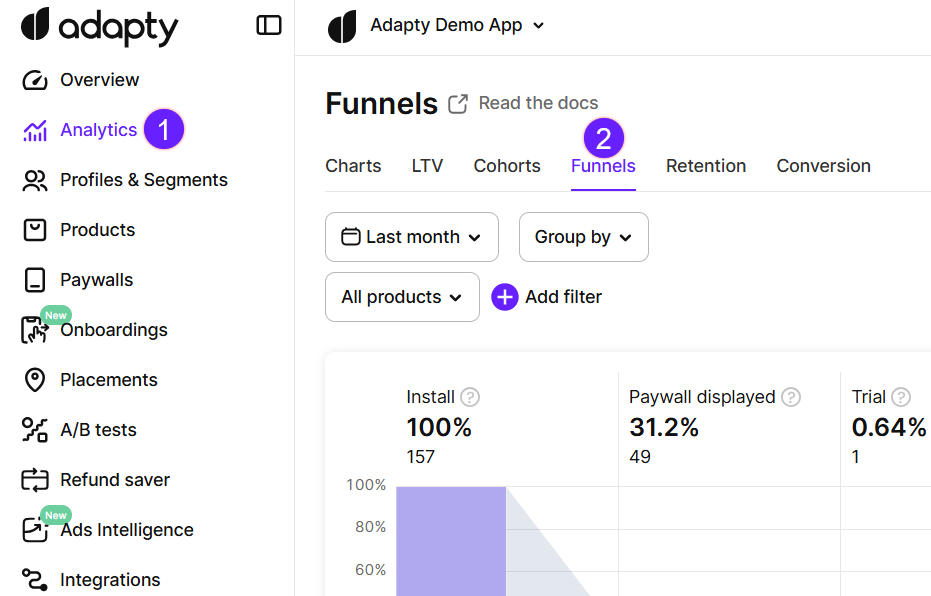 adapty
Adapty Demo App
Overview
Analytics 1
Profiles & Segments
Products
Paywalls
New
Onboardings
Placements
A/B tests
Refund saver
New
Ads Intelligence
Integrations
Funnels Read the docs
2
Charts LTV Cohorts Funnels Retention Conversion
Last month Group by
All products Add filter
Install ? Paywall displayed ? Trial ?
100% 31.2% 0.64%
157 49 1
100%
80%
60%